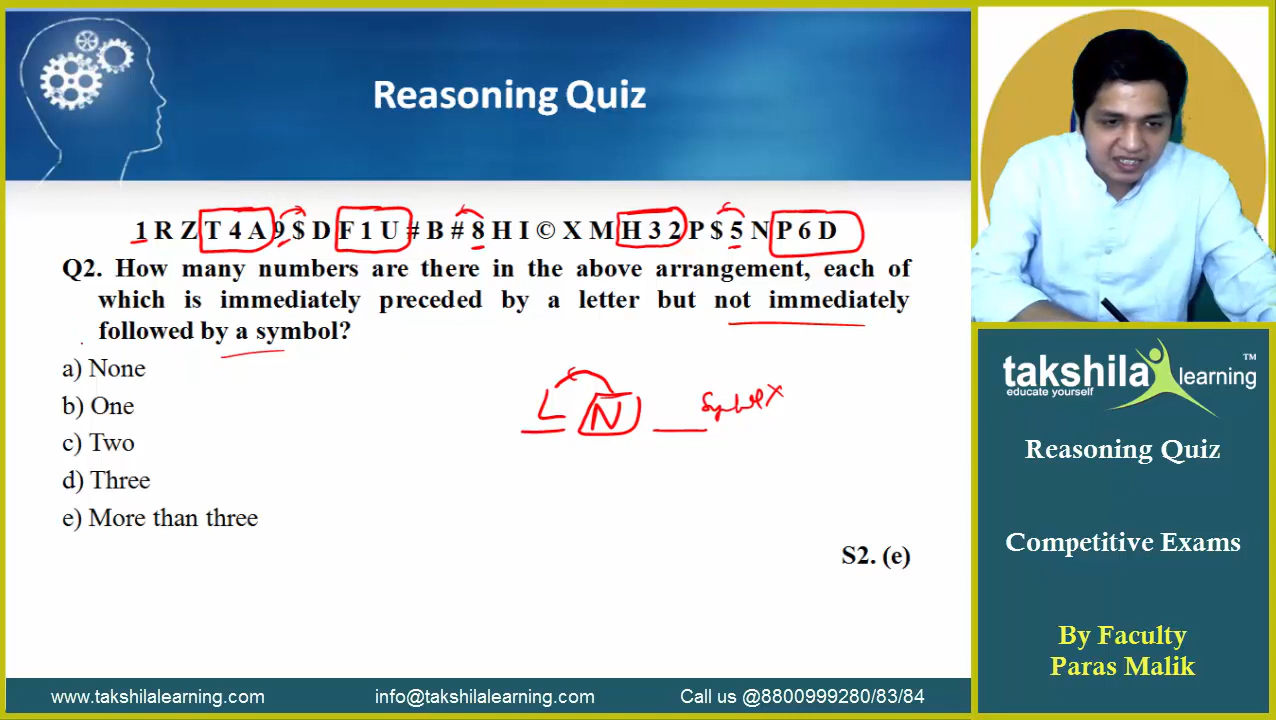 Reasoning Quiz
1 R Z T 4 A 9 $ D F 1 U # B # 8 H I © X M H 3 2 P $ 5 N P 6 D
Q2. How many numbers are there in the above arrangement, each of
which is immediately preceded by a letter but not immediately
followed by a symbol?
a) None
b) One
c) Two
d) Three
e) More than three
L N Symbol X
S2. (e)
takshila learning ™
educate yourself
Reasoning Quiz
Competitive Exams
By Faculty
Paras Malik
www.takshilalearning.com info@takshilalearning.com Call us @8800999280/83/84